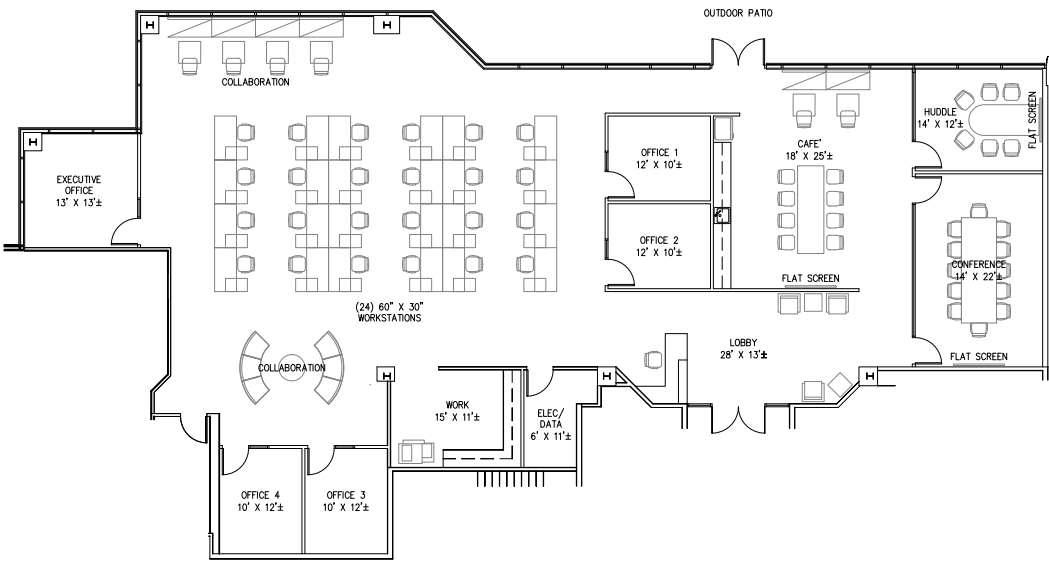 OUTDOOR PATIO
H
H
COLLABORATION
HUDDLE
14' X 12'±
FLAT SCREEN
H
EXECUTIVE
OFFICE
13' X 13'±
OFFICE 1
12' X 10'±
CAFE'
18' X 25'±
OFFICE 2
12' X 10'±
CONFERENCE
14' X 22'±
FLAT SCREEN
(24) 60" X 30"
WORKSTATIONS
LOBBY
28' X 13'±
FLAT SCREEN
COLLABORATION
H
H
H
WORK
15' X 11'±
ELEC/
DATA
6' X 11'±
OFFICE 4
10' X 12'±
OFFICE 3
10' X 12'±